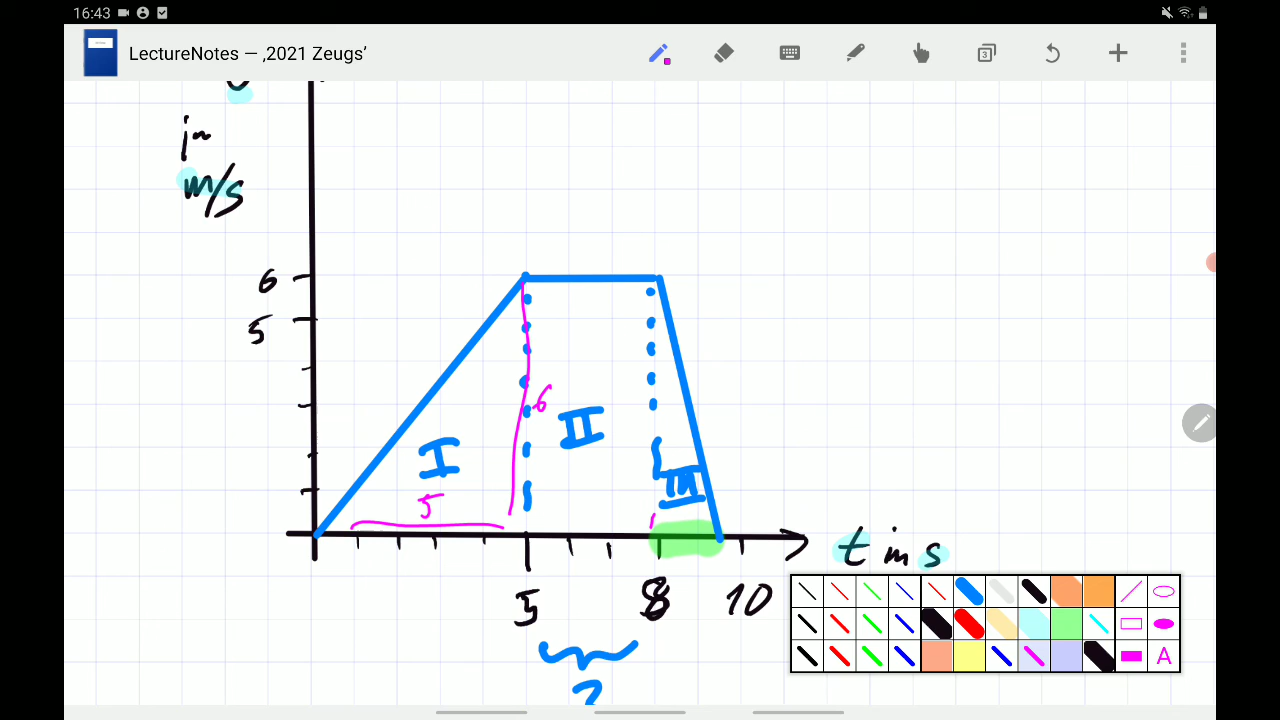 16:43
LectureNotes — ‚2021 Zeugs’
3
in
m/s
6
5
6
I
II
III
5
t in s
5
8
10
A